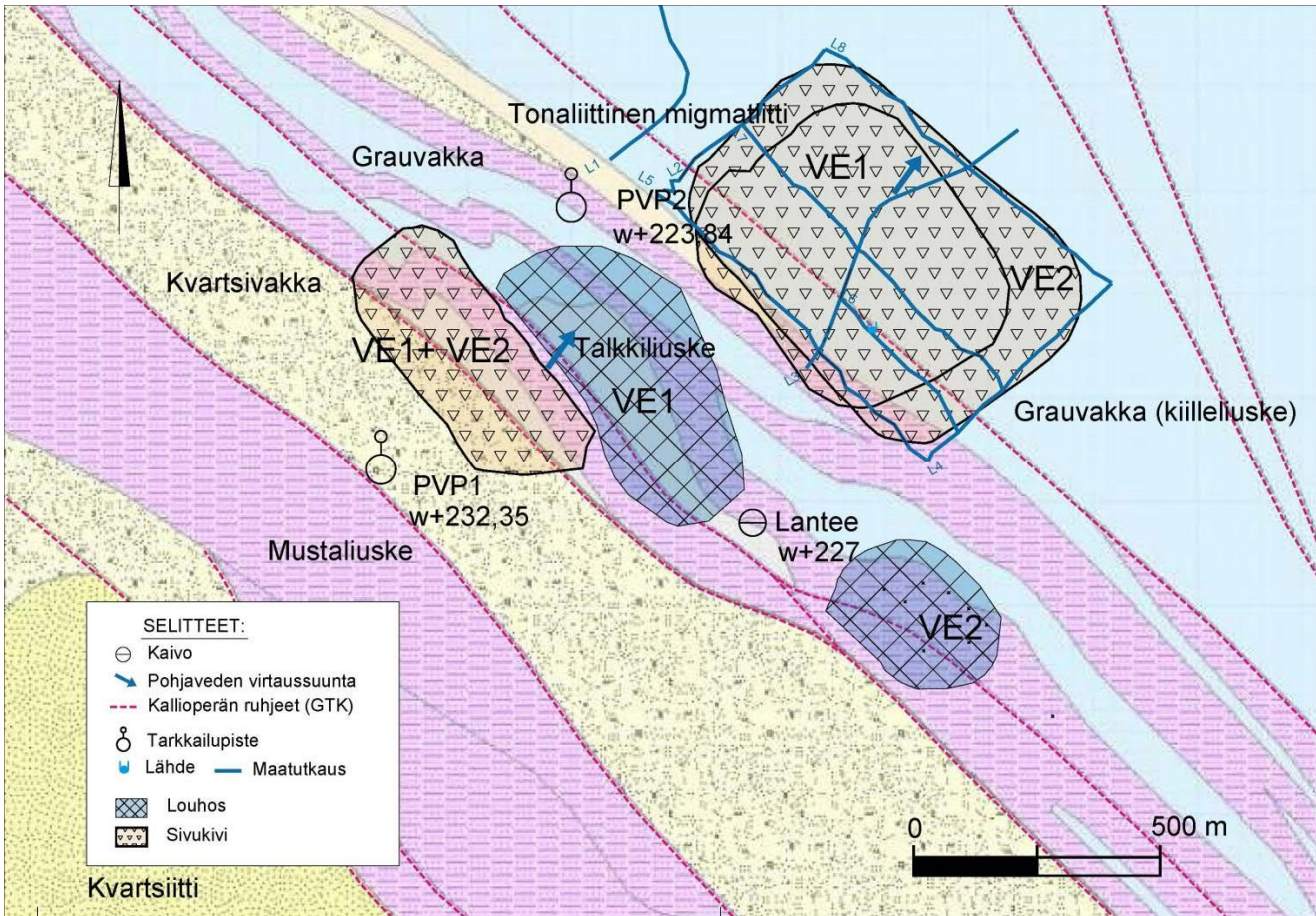 L8
Tonaliittinen migmatiitti
L7
Grauvakka
L1
L2
VE1
L5
PVP2
w+223,84
Kvartsivakka
VE2
VE1+ VE2
Talkkiliuske
L3
VE1
Grauvakka (kiilleliuske)
L4
PVP1
w+232,35
Lantee
w+227
Mustaliuske
VE2
SELITTEET:
Kaivo
Pohjaveden virtaussuunta
Kallioperän ruhjeet (GTK)
Tarkkailupiste
Lähde
Maatutkaus
Louhos
Sivukivi
0
500 m
Kvartsiitti